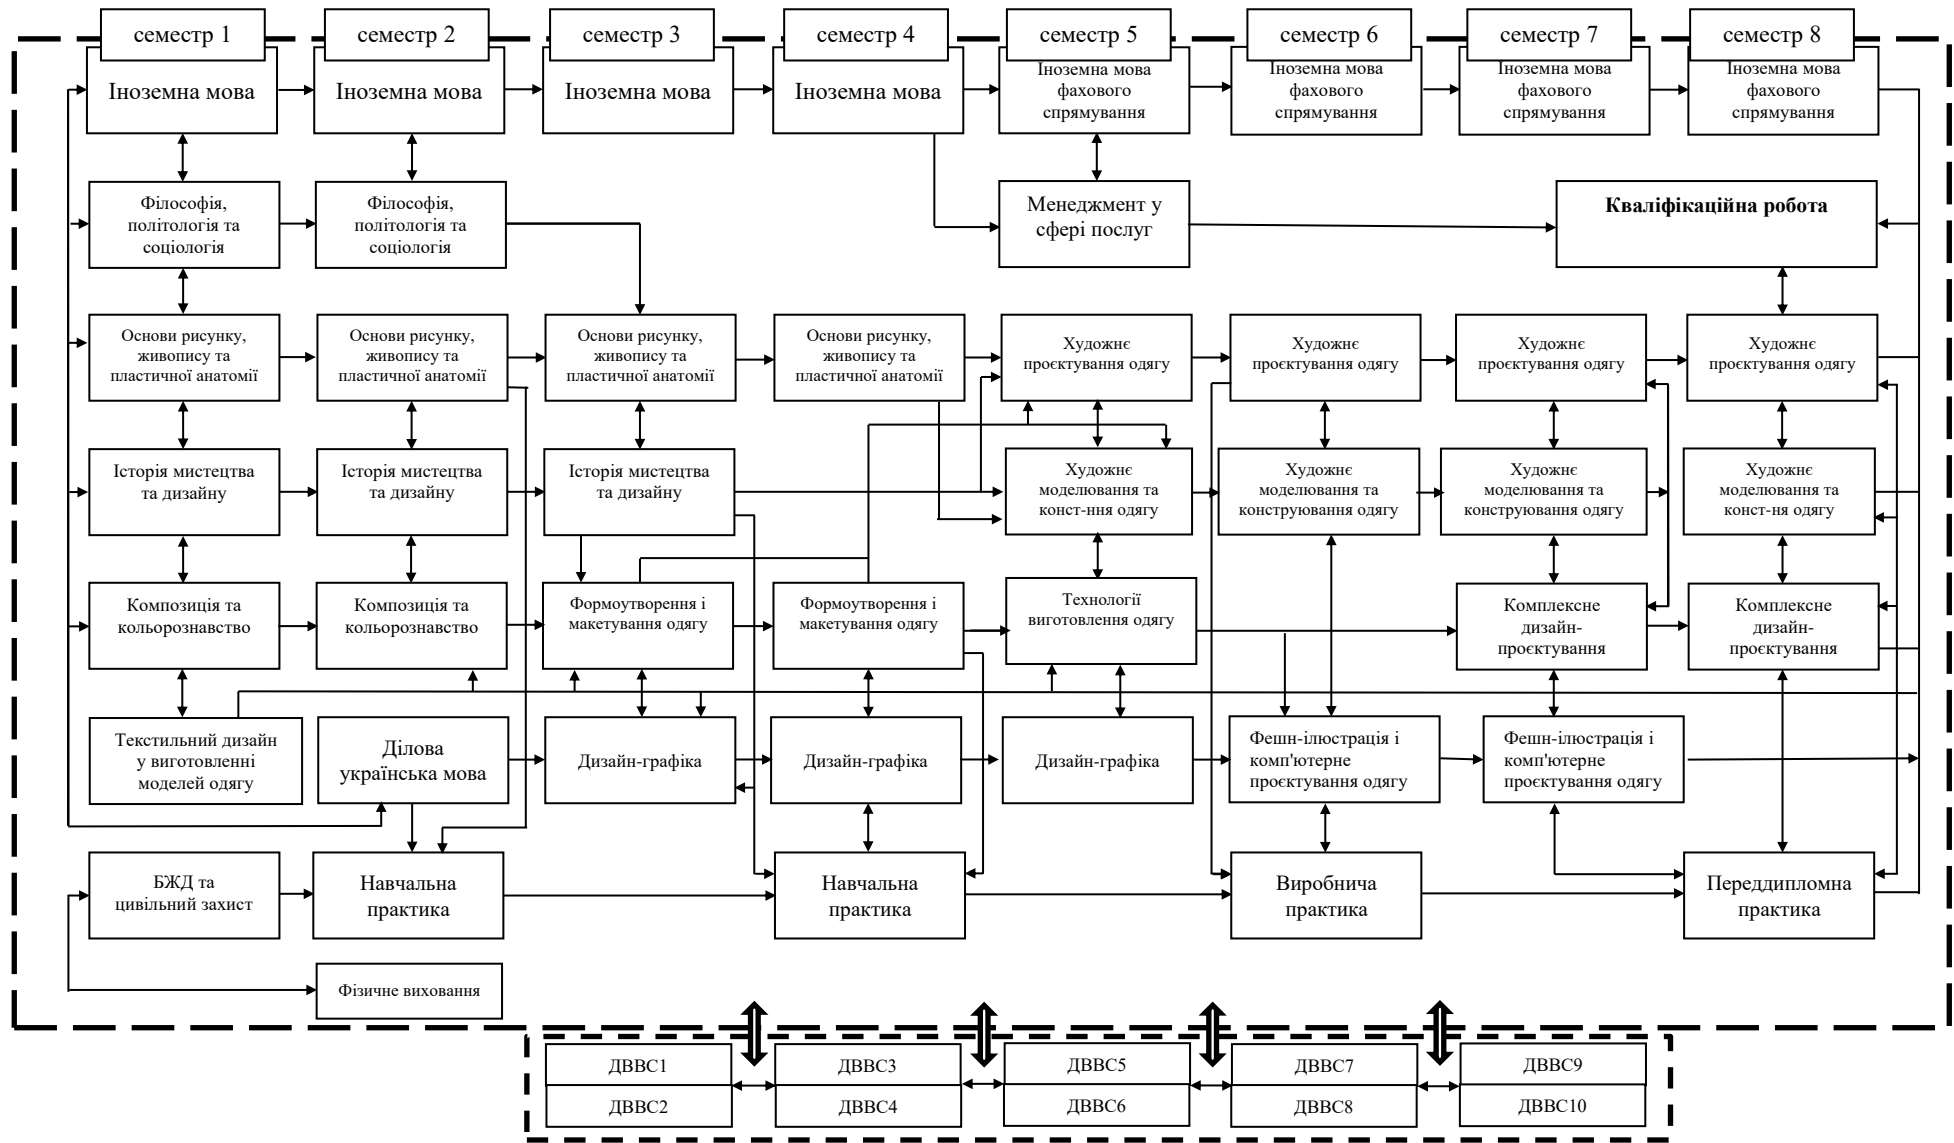 семестр 1
семестр 2
семестр 3
семестр 4
семестр 5
семестр 6
семестр 7
семестр 8
Іноземна мова
Іноземна мова
Іноземна мова
Іноземна мова
Іноземна мова
фахового
спрямування
Іноземна мова
фахового
спрямування
Іноземна мова
фахового
спрямування
Іноземна мова
фахового
спрямування
Філософія,
політологія та
соціологія
Філософія,
політологія та
соціологія
Менеджмент у
сфері послуг
Кваліфікаційна робота
Основи рисунку,
живопису та
пластичної анатомії
Основи рисунку,
живопису та
пластичної анатомії
Основи рисунку,
живопису та
пластичної анатомії
Основи рисунку,
живопису та
пластичної анатомії
Художнє
проєктування одягу
Художнє
проєктування одягу
Художнє
проєктування одягу
Художнє
проєктування одягу
Історія мистецтва
та дизайну
Історія мистецтва
та дизайну
Історія мистецтва
та дизайну
Художнє
моделювання та
конст-ння одягу
Художнє
моделювання та
конструювання одягу
Художнє
моделювання та
конструювання одягу
Художнє
моделювання та
конст-ня одягу
Композиція та
кольорознавство
Композиція та
кольорознавство
Формоутворення і
макетування одягу
Формоутворення і
макетування одягу
Технології
виготовлення одягу
Комплексне
дизайн-
проєктування
Комплексне
дизайн-
проєктування
Текстильний дизайн
у виготовленні
моделей одягу
Ділова
українська мова
Дизайн-графіка
Дизайн-графіка
Дизайн-графіка
Фешн-ілюстрація і
комп'ютерне
проєктування одягу
Фешн-ілюстрація і
комп'ютерне
проєктування одягу
БЖД та
цивільний захист
Навчальна
практика
Навчальна
практика
Виробнича
практика
Переддипломна
практика
Фізичне виховання
ДВВС1
ДВВС3
ДВВС5
ДВВС7
ДВВС9
ДВВС2
ДВВС4
ДВВС6
ДВВС8
ДВВС10